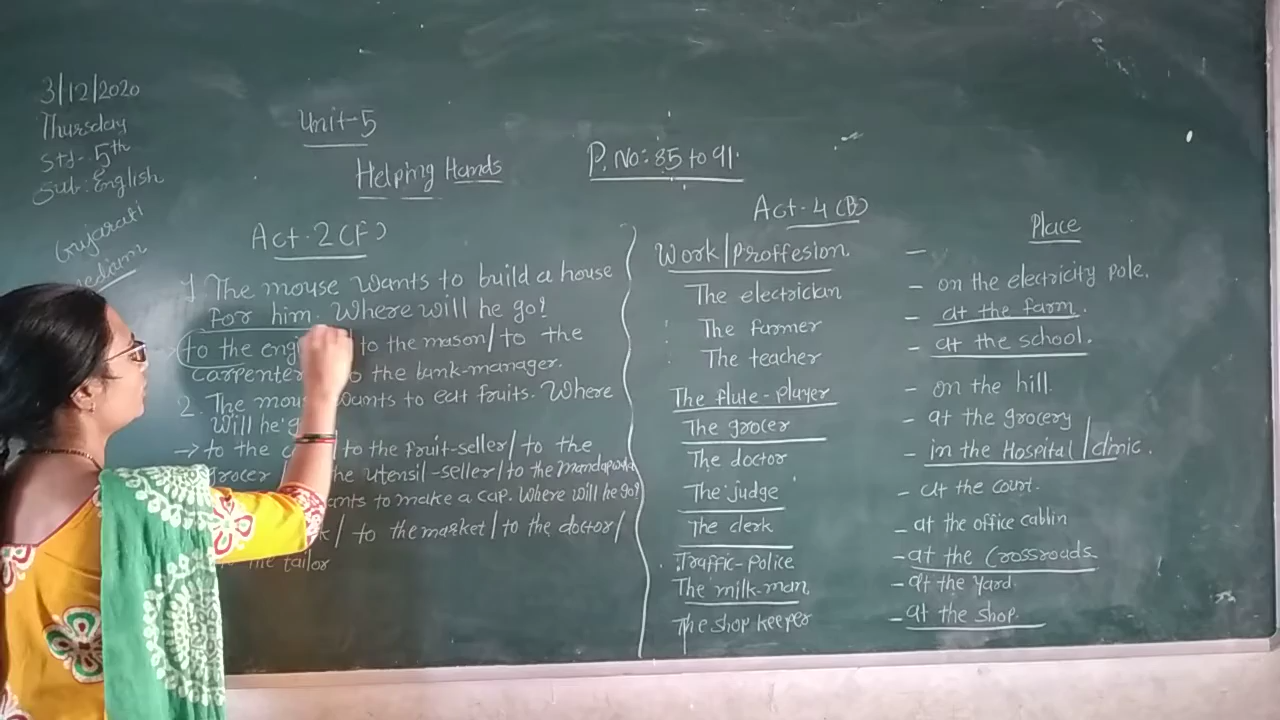 3/12/2020
Thursday
Std-5th
Sub: English
Gujarati
Unit-5
Helping Hands
P. No: 85 to 91.
Act-2(F)
1 The mouse wants to build a house
for him. Where will he go?
to the to the mason/to the
carpenter to the bank-manager.
2. The wants to eat fruits. Where
will he
→ to the to the fruit-seller/to the
grocer the utensil-seller/to the
to make a cap. Where will he go?
/ to the market/to the doctor/
the tailor
Act-4(B)
Work/Proffesion
Place
The electrician - on the electricity pole.
The farmer - at the farm.
The teacher - at the school.
The flute-player - on the hill.
The grocer - at the grocery
The doctor - in the Hospital/clinic.
The judge - at the court.
The clerk - at the office cabin
Traffic-Police - at the Crossroads
The milk-man - at the yard.
The shop keeper - at the shop.